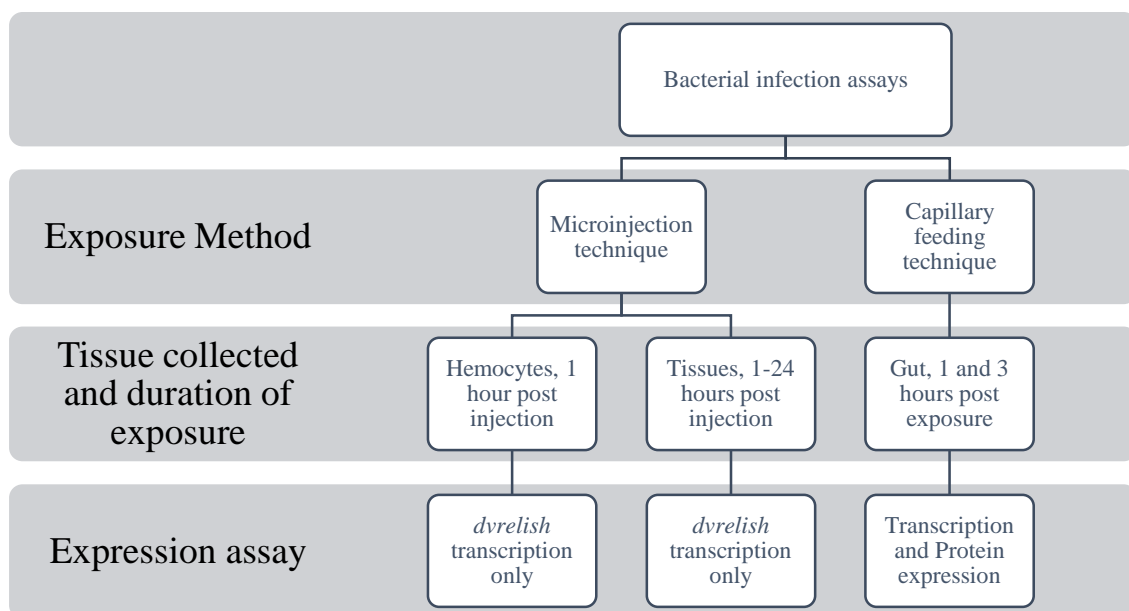 Bacterial infection assays
Exposure Method
Microinjection
technique
Capillary
feeding
technique
Tissue collected
and duration of
exposure
Hemocytes, 1
hour post
injection
Tissues, 1-24
hours post
injection
Gut, 1 and 3
hours post
exposure
Expression assay
dvrelish
transcription
only
dvrelish
transcription
only
Transcription
and Protein
expression